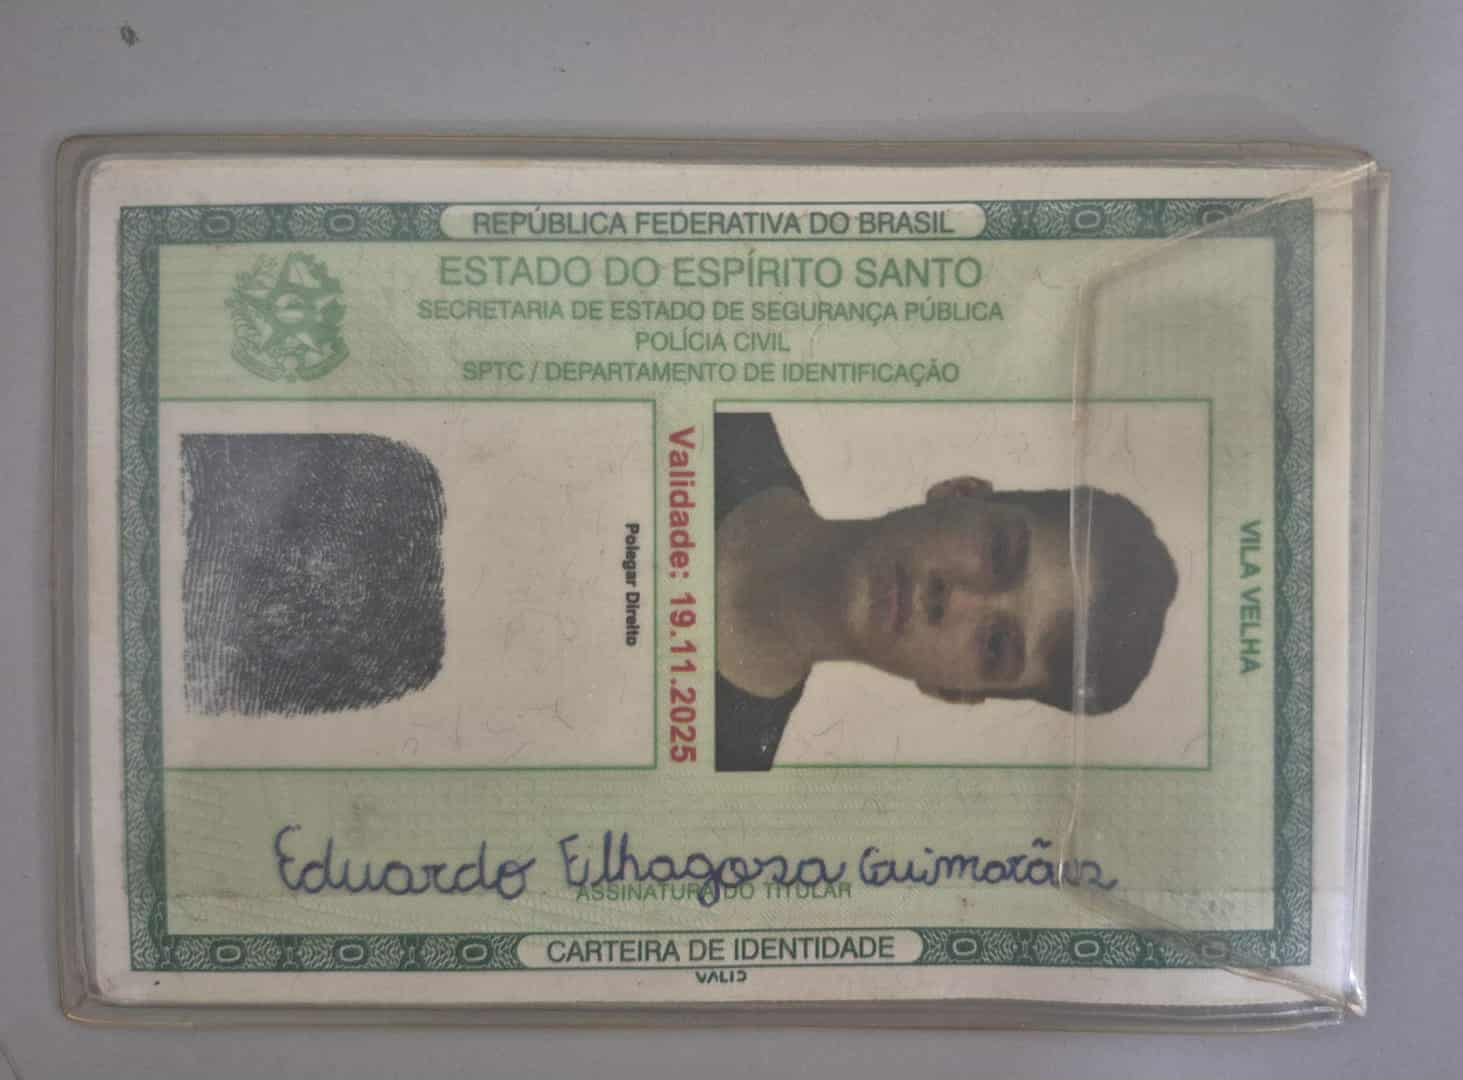 REPÚBLICA FEDERATIVA DO BRASIL
ESTADO DO ESPÍRITO SANTO
SECRETARIA DE ESTADO DE SEGURANÇA PÚBLICA
POLÍCIA CIVIL
SPTC / DEPARTAMENTO DE IDENTIFICAÇÃO
Polegar Direito
Validade: 19.11.2025
VILA VELHA
Eduardo Elhagosa Guimarães
ASSINATURA DO TITULAR
CARTEIRA DE IDENTIDADE
VALID